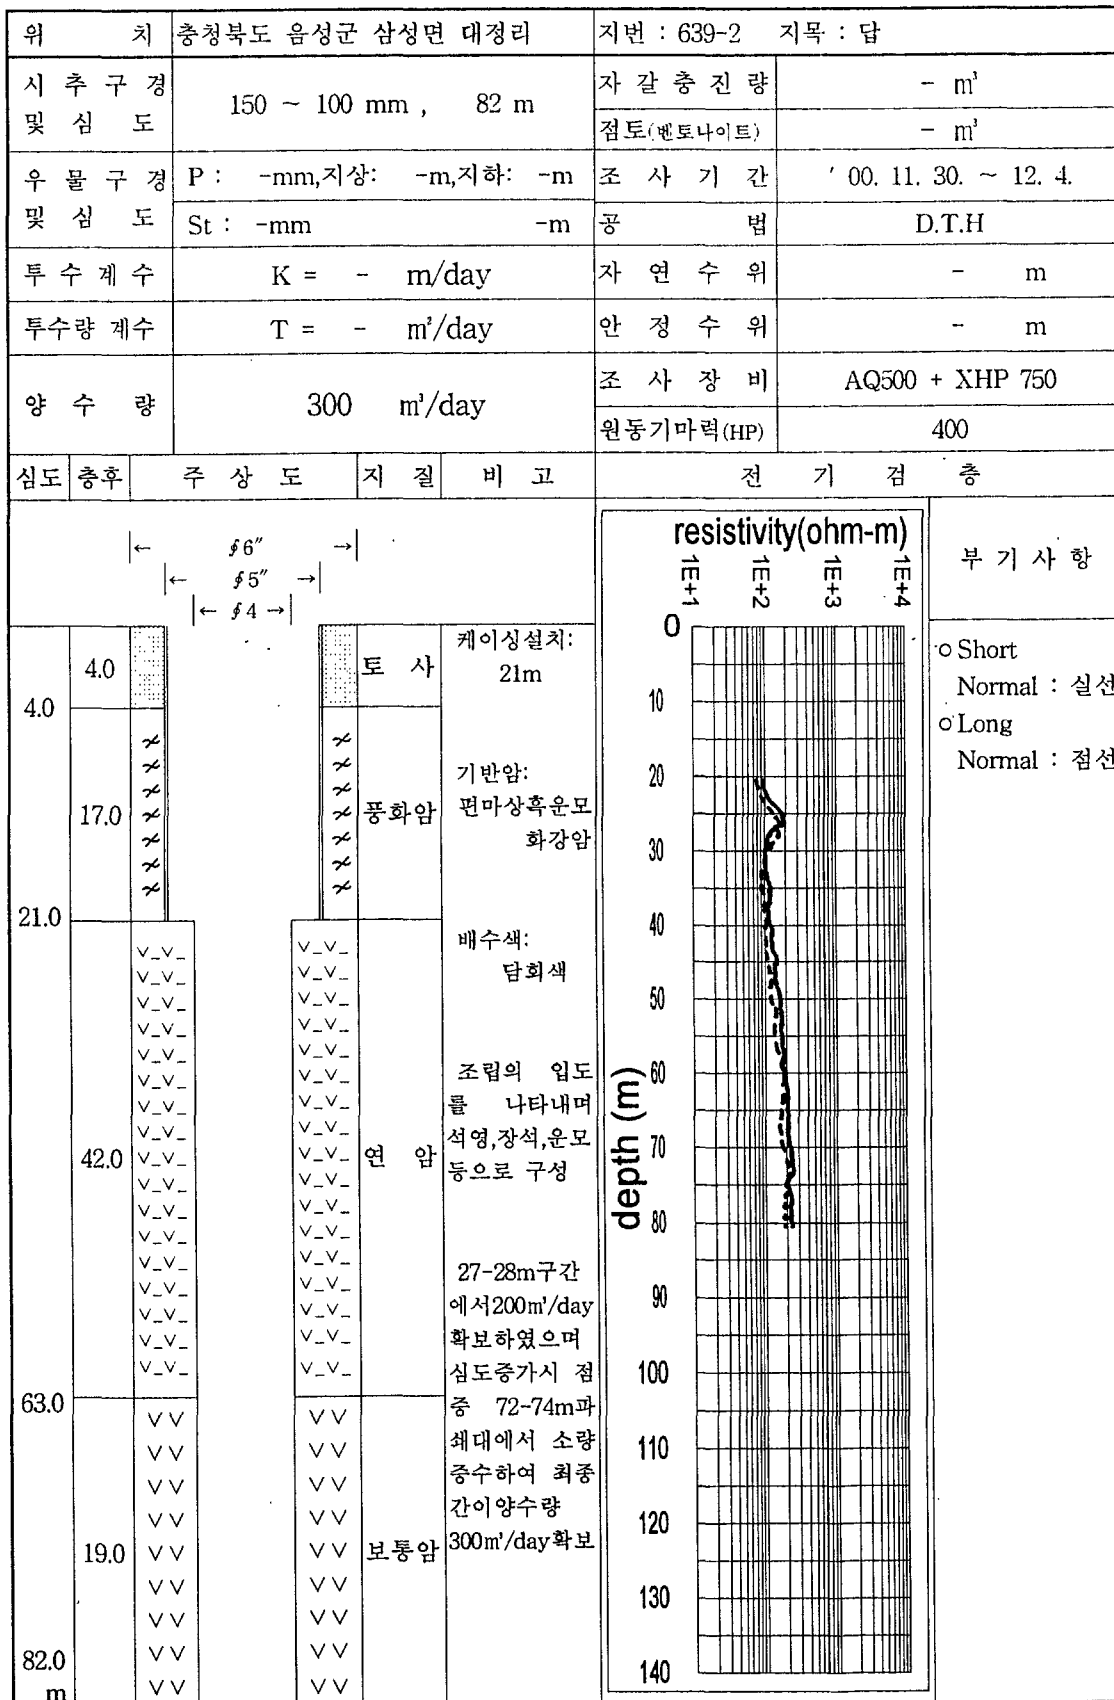 위 치 충청북도 음성군 삼성면 대정리 지번 : 639-2 지목 : 답
시 추 구 경 및 심 도 150 ~ 100 mm , 82 m
자 갈 충 진 량 - m³
점토(벤토나이트) - m³
우 물 구 경 및 심 도 P : -mm,지상: -m,지하: -m
St : -mm -m
조 사 기 간 ' 00. 11. 30. ~ 12. 4.
공 법 D.T.H
투 수 계 수 K = - m/day
자 연 수 위 - m
투수량 계수 T = - m²/day
안 정 수 위 - m
양 수 량 300 m³/day
조 사 장 비 AQ500 + XHP 750
원동기마력(HP) 400
심도 층후 주 상 도 지 질 비 고 전 기 검 층
← ∮6″ →
← ∮5″ →
← ∮4 →
4.0
4.0
17.0
21.0
42.0
63.0
19.0
82.0
m
토 사
풍화암
연 암
보통암
케이싱설치:
21m
기반암:
편마상흑운모
화강암
배수색:
담회색
조립의 입도
를 나타내며
석영,장석,운모
등으로 구성
27-28m구간
에서200m³/day
확보하였으며
심도증가시 점
증 72-74m파
쇄대에서 소량
증수하여 최종
간이양수량
300m³/day확보
resistivity(ohm-m)
1E+1
1E+2
1E+3
1E+4
0
10
20
30
40
50
60
70
80
90
100
110
120
130
140
depth (m)
부 기 사 항
○ Short
Normal : 실선
○ Long
Normal : 점선